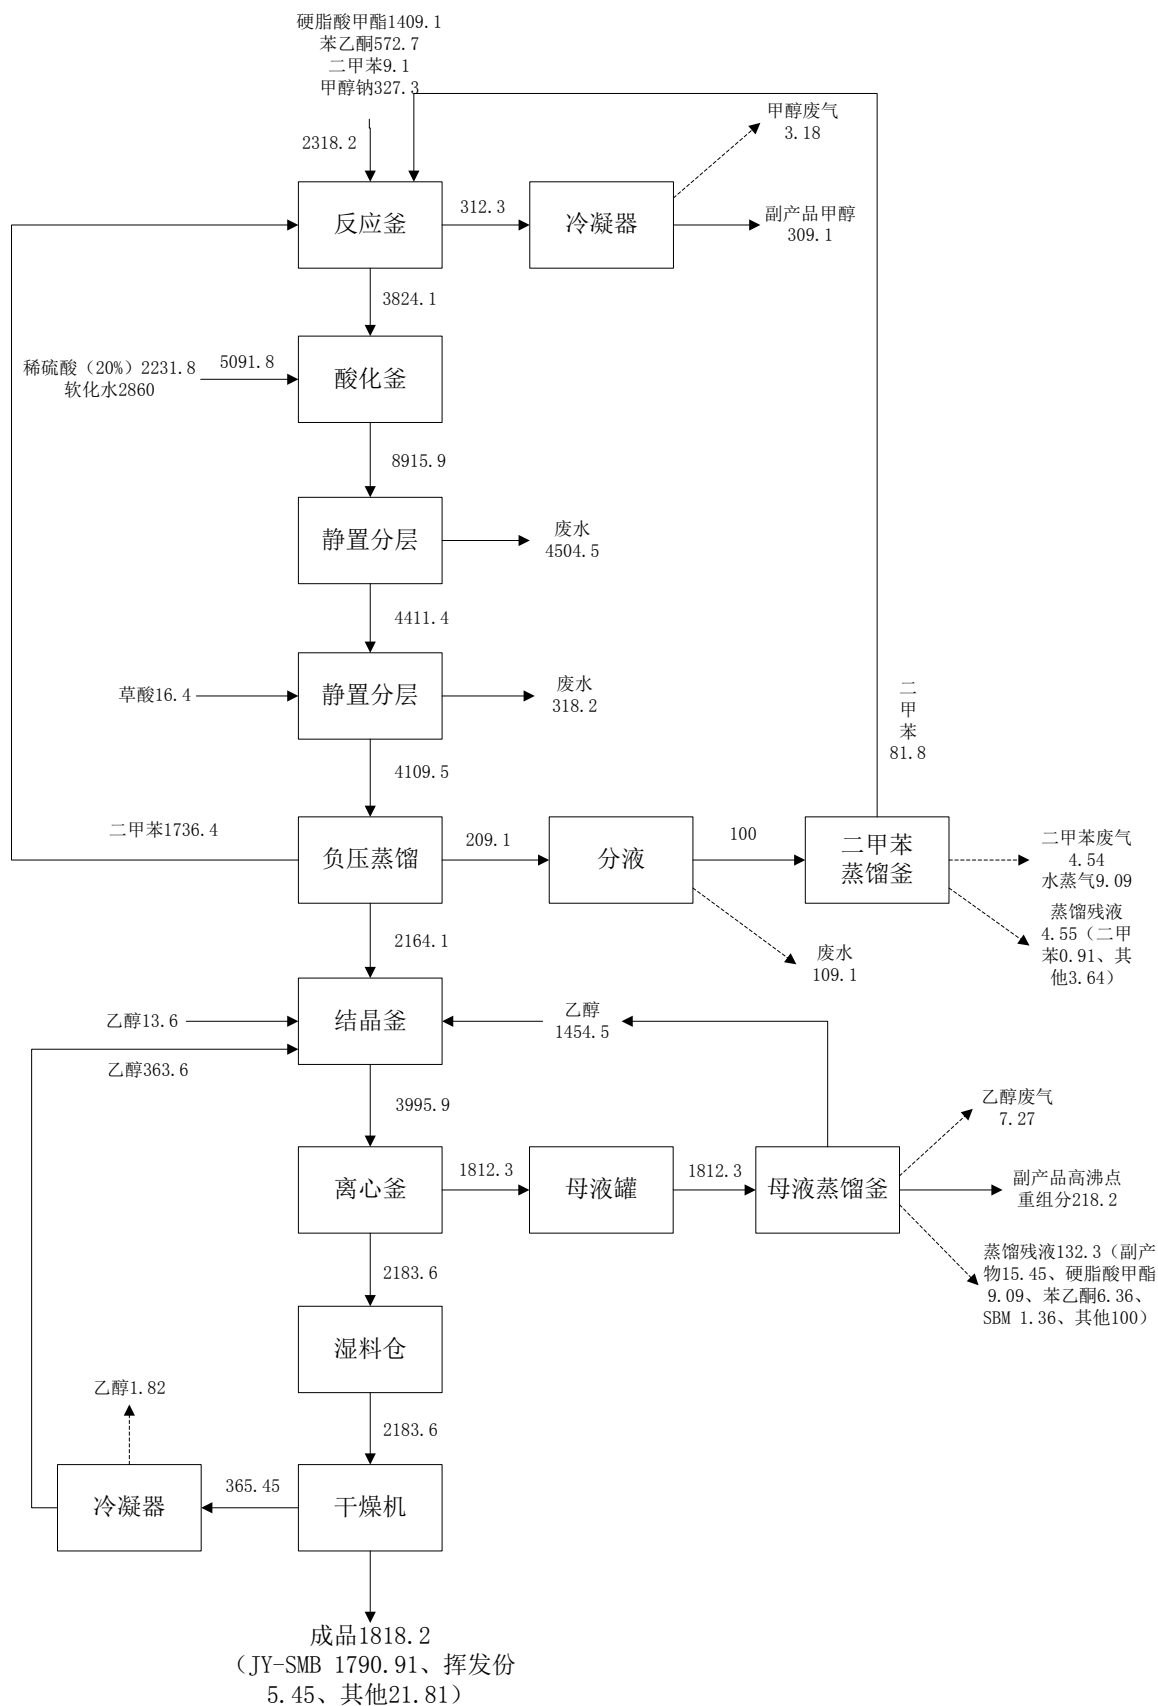 硬脂酸甲酯1409.1
苯乙酮572.7
二甲苯9.1
甲醇钠327.3
2318.2
甲醇废气
3.18
反应釜
312.3
冷凝器
副产品甲醇
309.1
3824.1
稀硫酸（20%）2231.8
软化水2860
5091.8
酸化釜
8915.9
静置分层
废水
4504.5
4411.4
草酸16.4
静置分层
废水
318.2
二
甲
苯
81.8
4109.5
二甲苯1736.4
负压蒸馏
209.1
分液
100
二甲苯
蒸馏釜
二甲苯废气
4.54
水蒸气9.09
蒸馏残液
4.55（二甲
苯0.91、其
他3.64）
废水
109.1
2164.1
乙醇13.6
结晶釜
乙醇
1454.5
乙醇363.6
3995.9
乙醇废气
7.27
离心釜
1812.3
母液罐
1812.3
母液蒸馏釜
副产品高沸点
重组分218.2
蒸馏残液132.3（副产
物15.45、硬脂酸甲酯
9.09、苯乙酮6.36、
SBM 1.36、其他100）
2183.6
湿料仓
乙醇1.82
2183.6
冷凝器
365.45
干燥机
成品1818.2
（JY-SMB 1790.91、挥发份
5.45、其他21.81）